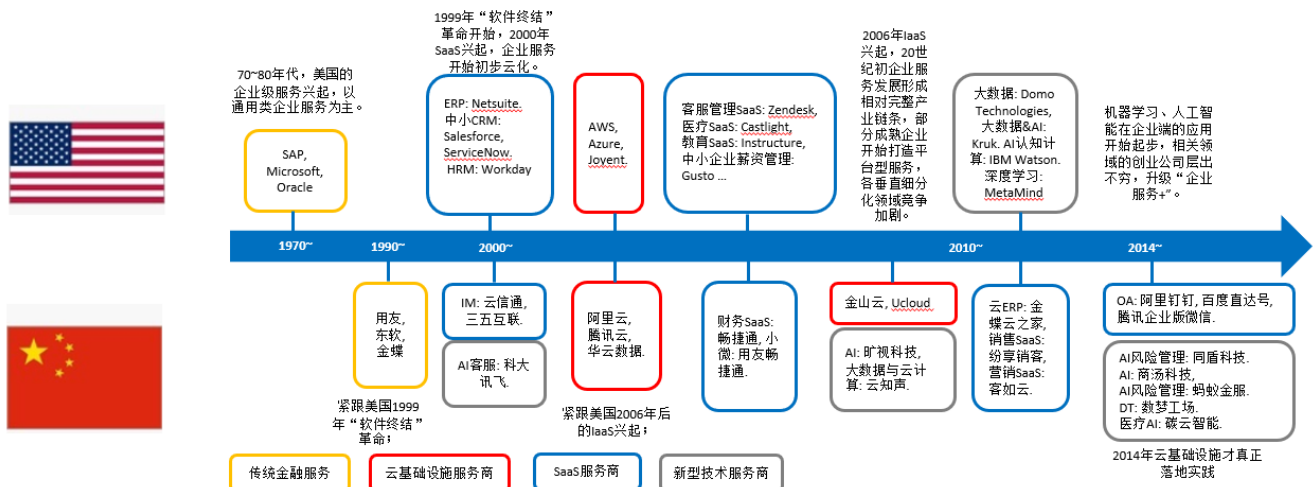 70~80年代，美国的
企业级服务兴起，以
通用类企业服务为主。
SAP,
Microsoft,
Oracle
1999年“软件终结”
革命开始，2000年
SaaS兴起，企业服务
开始初步云化。
ERP: Netsuite.
中小CRM:
Salesforce,
ServiceNow.
HRM: Workday
AWS,
Azure,
Joyent.
客服管理SaaS: Zendesk,
医疗SaaS: Castlight,
教育SaaS: Instructure,
中小企业薪资管理:
Gusto ...
2006年IaaS
兴起，20世
纪初企业服
务发展形成
相对完整产
业链条，部
分成熟企业
开始打造平
台型服务，
各垂直细分
化领域竞争
加剧。
大数据: Domo
Technologies,
大数据&AI:
Kruk. AI认知计
算: IBM Watson.
深度学习:
MetaMind
机器学习、人工智
能在企业端的应用
开始起步，相关领
域的创业公司层出
不穷，升级“企业
服务+”。
1970~
1990~
2000~
2010~
2014~
用友,
东软,
金蝶
紧跟美国1999
年“软件终结”
革命；
IM: 云信通,
三五互联.
AI客服: 科大
讯飞.
阿里云,
腾讯云,
华云数据.
紧跟美国2006年后
的IaaS兴起；
财务SaaS:
畅捷通, 小
微: 用友畅
捷通.
金山云, Ucloud
AI: 旷视科技,
大数据与云计
算: 云知声.
云ERP: 金
蝶云之家,
销售SaaS:
纷享销客,
营销SaaS:
客如云.
OA: 阿里钉钉, 百度直达号,
腾讯企业版微信.
AI风险管理: 同盾科技.
AI: 商汤科技,
AI风险管理: 蚂蚁金服.
DT: 数梦工场.
医疗AI: 碳云智能.
2014年云基础设施才真正
落地实践
传统金融服务
云基础设施服务商
SaaS服务商
新型技术服务商